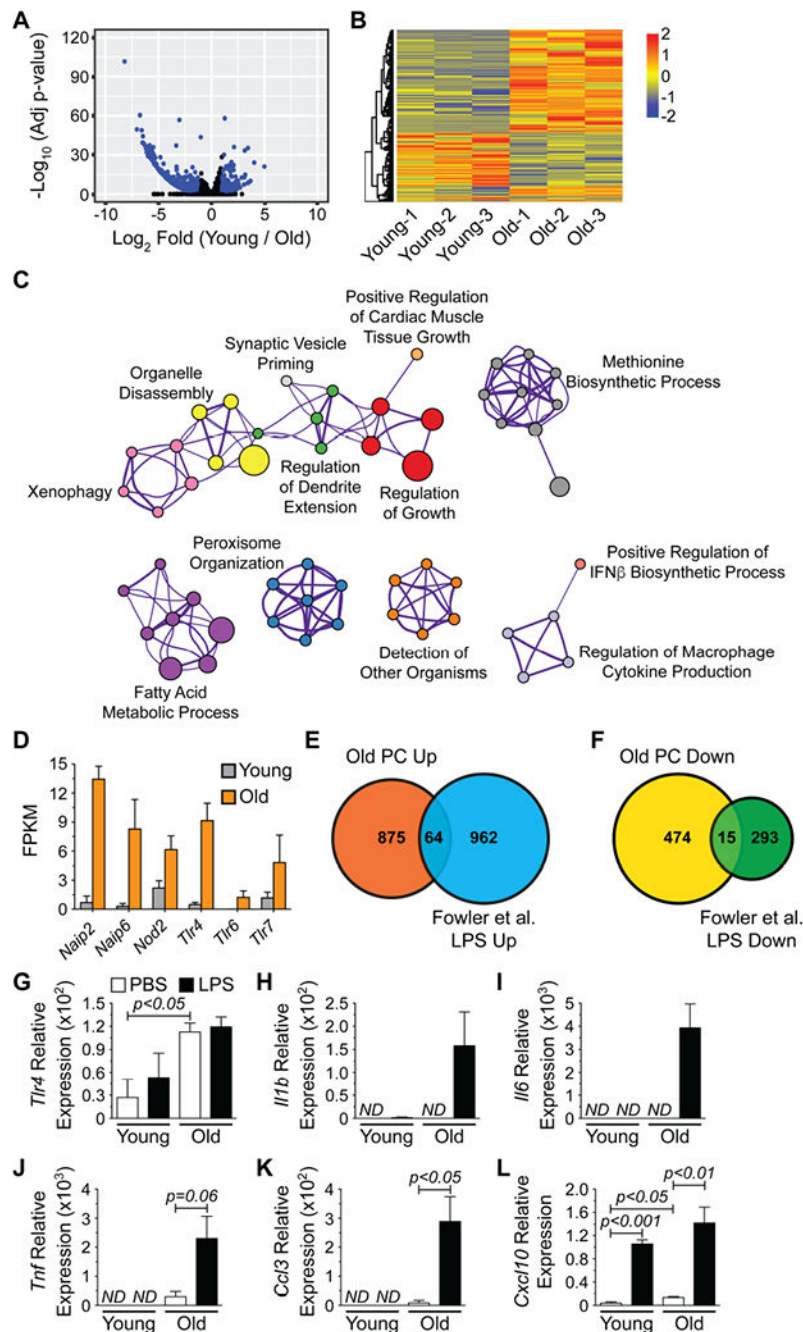 A
120
90
60
30
0
-Log10 (Adj p-value)
-10
-5
0
5
10
Log2 Fold (Young / Old)
B
2
1
0
-1
-2
Young-1
Young-2
Young-3
Old-1
Old-2
Old-3
C
Positive Regulation
of Cardiac Muscle
Tissue Growth
Synaptic Vesicle
Priming
Organelle
Disassembly
Methionine
Biosynthetic Process
Xenophagy
Regulation
of Dendrite
Extension
Regulation
of Growth
Peroxisome
Organization
Positive Regulation of
IFNβ Biosynthetic Process
Detection of
Other Organisms
Regulation of Macrophage
Cytokine Production
Fatty Acid
Metabolic Process
D
Young
Old
FPKM
15
12
9
6
3
0
Naip2
Naip6
Nod2
Tlr4
Tlr6
Tlr7
E
Old PC Up
875
64
962
Fowler et al.
LPS Up
F
Old PC Down
474
15
293
Fowler et al.
LPS Down
G
PBS
LPS
p<0.05
Tlr4 Relative
Expression (x10²)
1.5
1.2
0.9
0.6
0.3
0
Young
Old
H
Il1b Relative
Expression (x10²)
2.5
2.0
1.5
1.0
0.5
0
ND
ND
Young
Old
I
Il6 Relative
Expression (x10³)
5
4
3
2
1
0
ND
ND
ND
Young
Old
J
Tnf Relative
Expression (x10³)
4
3
2
1
0
p=0.06
ND
ND
Young
Old
K
Ccl3 Relative
Expression (x10²)
4
3
2
1
0
p<0.05
ND
ND
Young
Old
L
Cxcl10 Relative
Expression
2.0
1.6
1.2
0.8
0.4
0
p<0.01
p<0.05
p<0.001
Young
Old